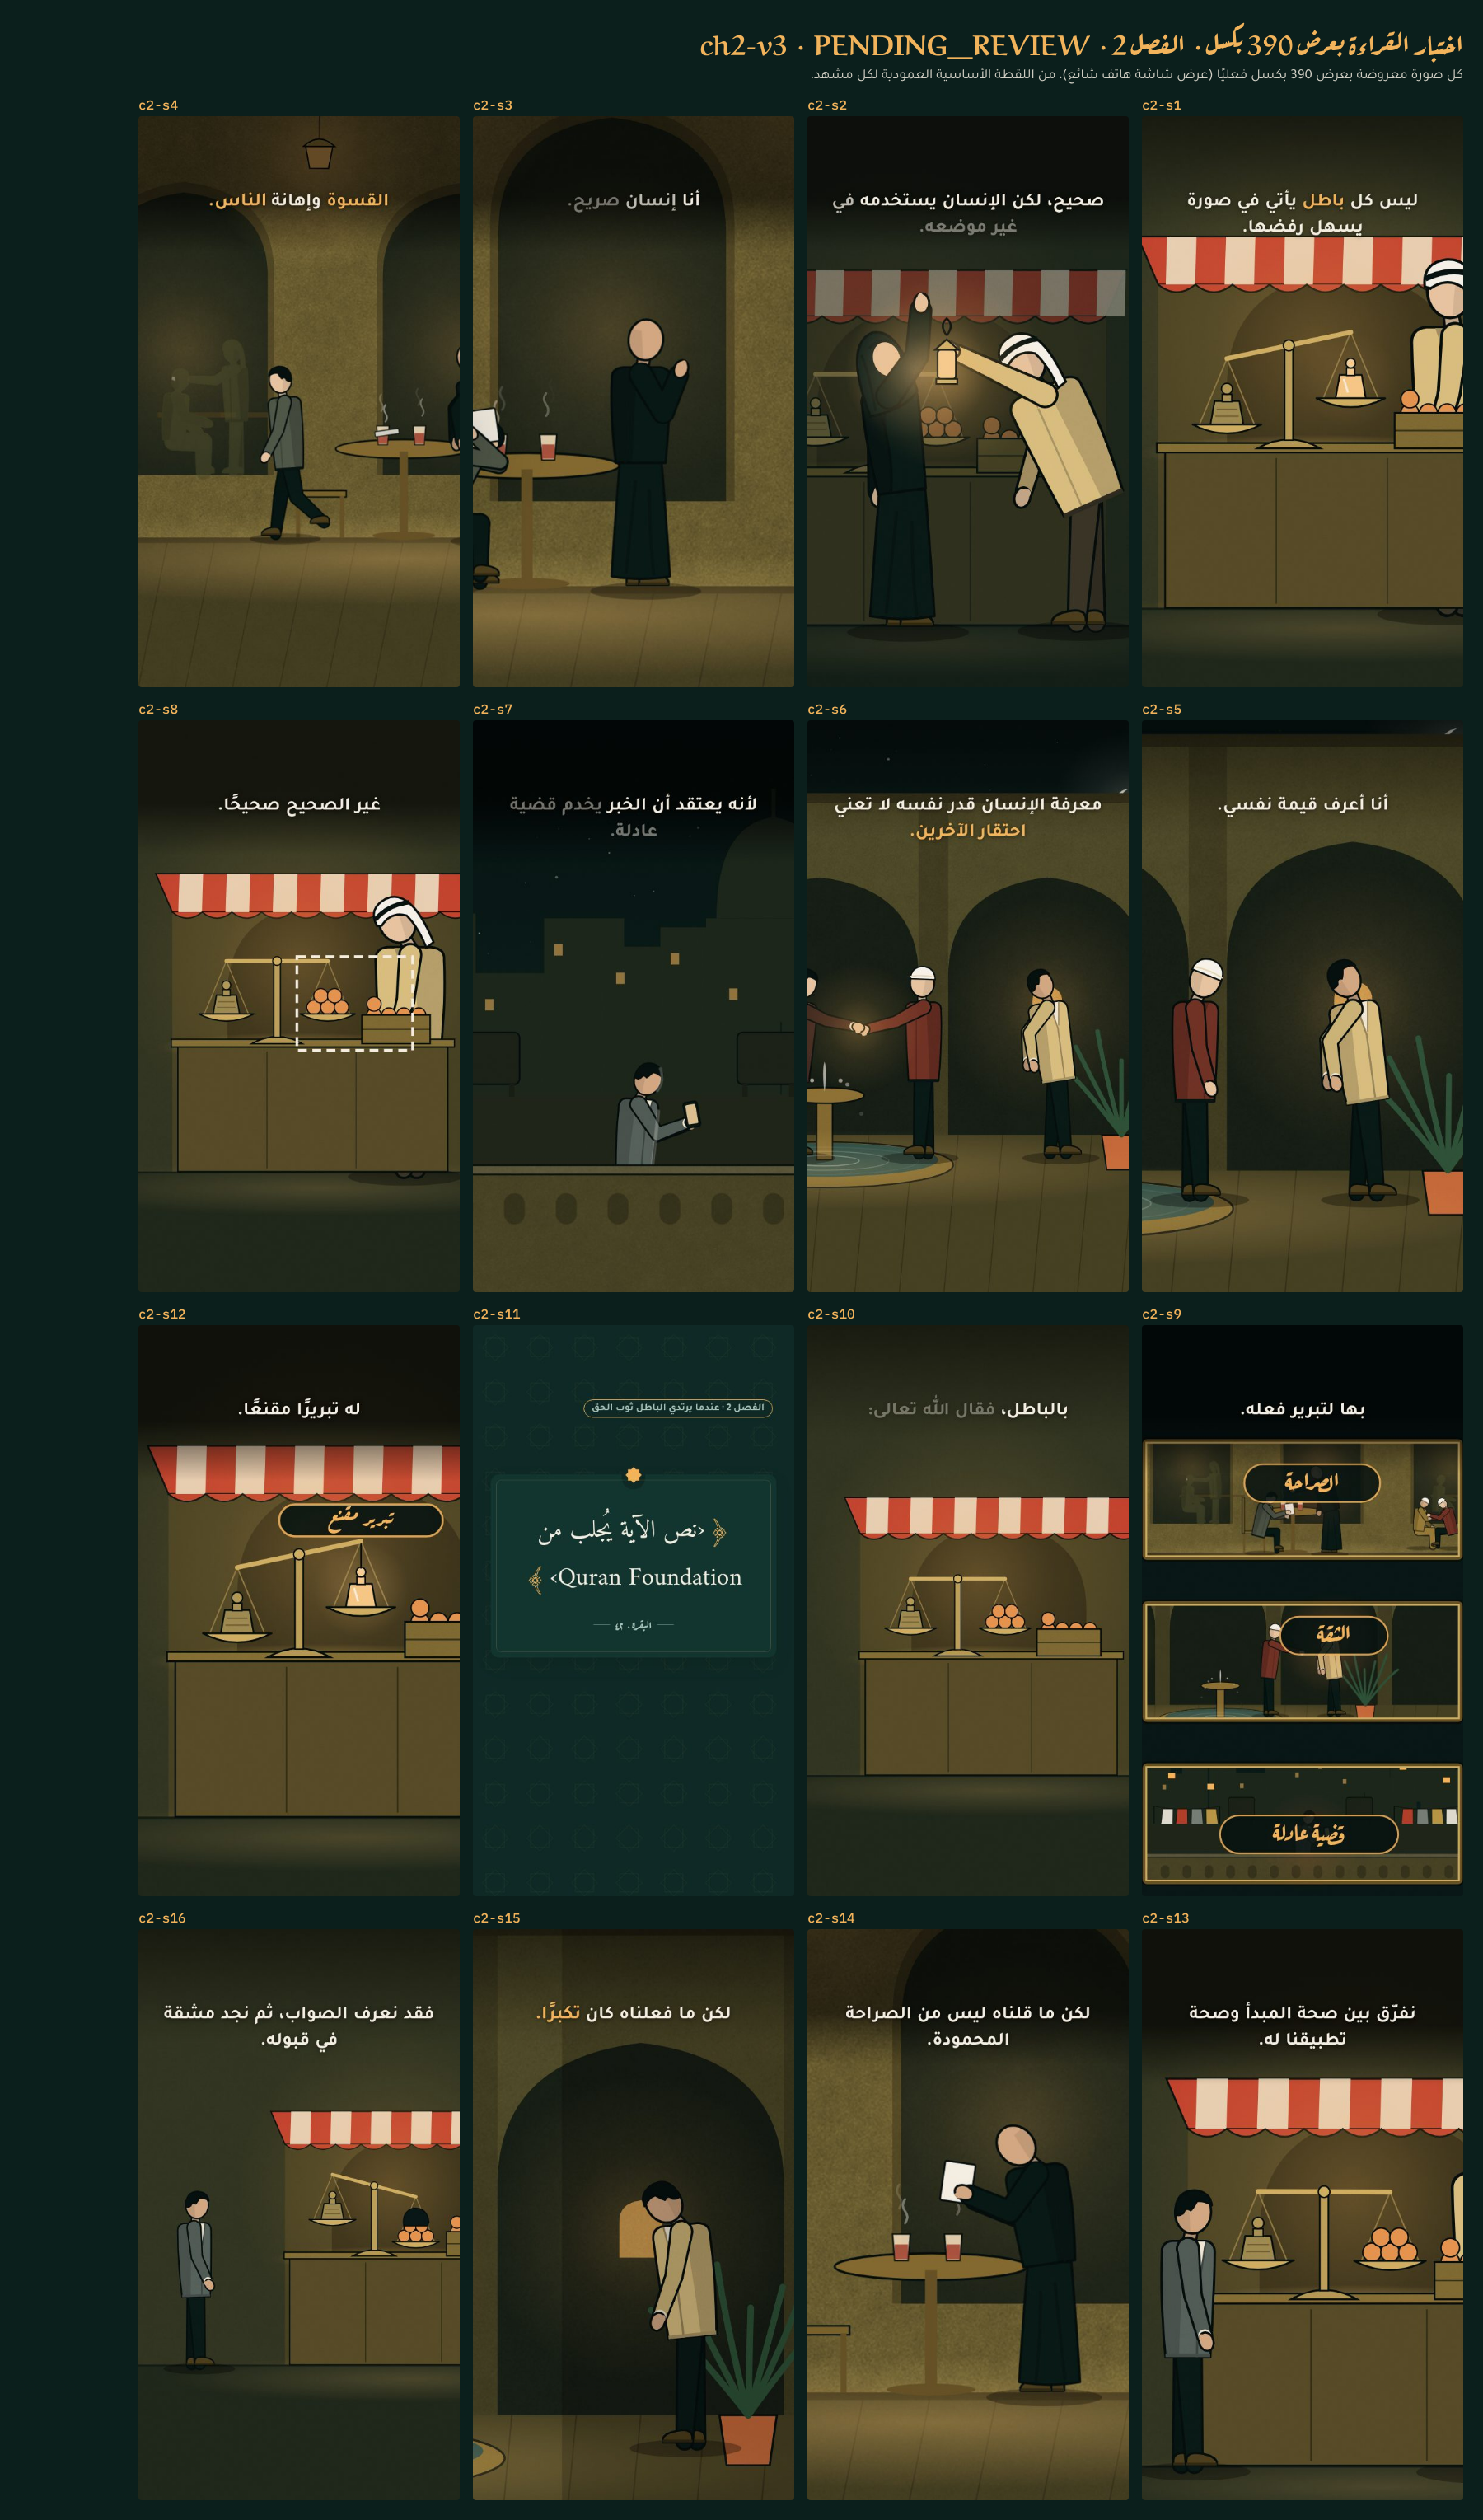 اختبار القراءة بعرض 390 بكسل · الفصل 2 · ch2-v3 · PENDING_REVIEW
كل صورة معروضة بعرض 390 بكسل فعليًا (عرض شاشة هاتف شائع)، من اللقطة الأساسية العمودية لكل مشهد.
c2-s1
ليس كل باطل يأتي في صورة
يسهل رفضها.
c2-s2
صحيح، لكن الإنسان يستخدمه في
غير موضعه.
c2-s3
أنا إنسان صريح.
c2-s4
القسوة وإهانة الناس.
c2-s5
أنا أعرف قيمة نفسي.
c2-s6
معرفة الإنسان قدر نفسه لا تعني
احتقار الآخرين.
c2-s7
لأنه يعتقد أن الخبر يخدم قضية
عادلة.
c2-s8
غير الصحيح صحيحًا.
c2-s9
بها لتبرير فعله.
الصراحة
الثقة
قضية عادلة
c2-s10
بالباطل، فقال الله تعالى:
c2-s11
الفصل 2 · عندما يرتدي الباطل ثوب الحق
﴿ ‹نص الآية يُجلب من
Quran Foundation› ﴾
البقرة، ٤٢
c2-s12
له تبريرًا مقنعًا.
تبرير مقنع
c2-s13
نفرّق بين صحة المبدأ وصحة
تطبيقنا له.
c2-s14
لكن ما قلناه ليس من الصراحة
المحمودة.
c2-s15
لكن ما فعلناه كان تكبرًا.
c2-s16
فقد نعرف الصواب، ثم نجد مشقة
في قبوله.